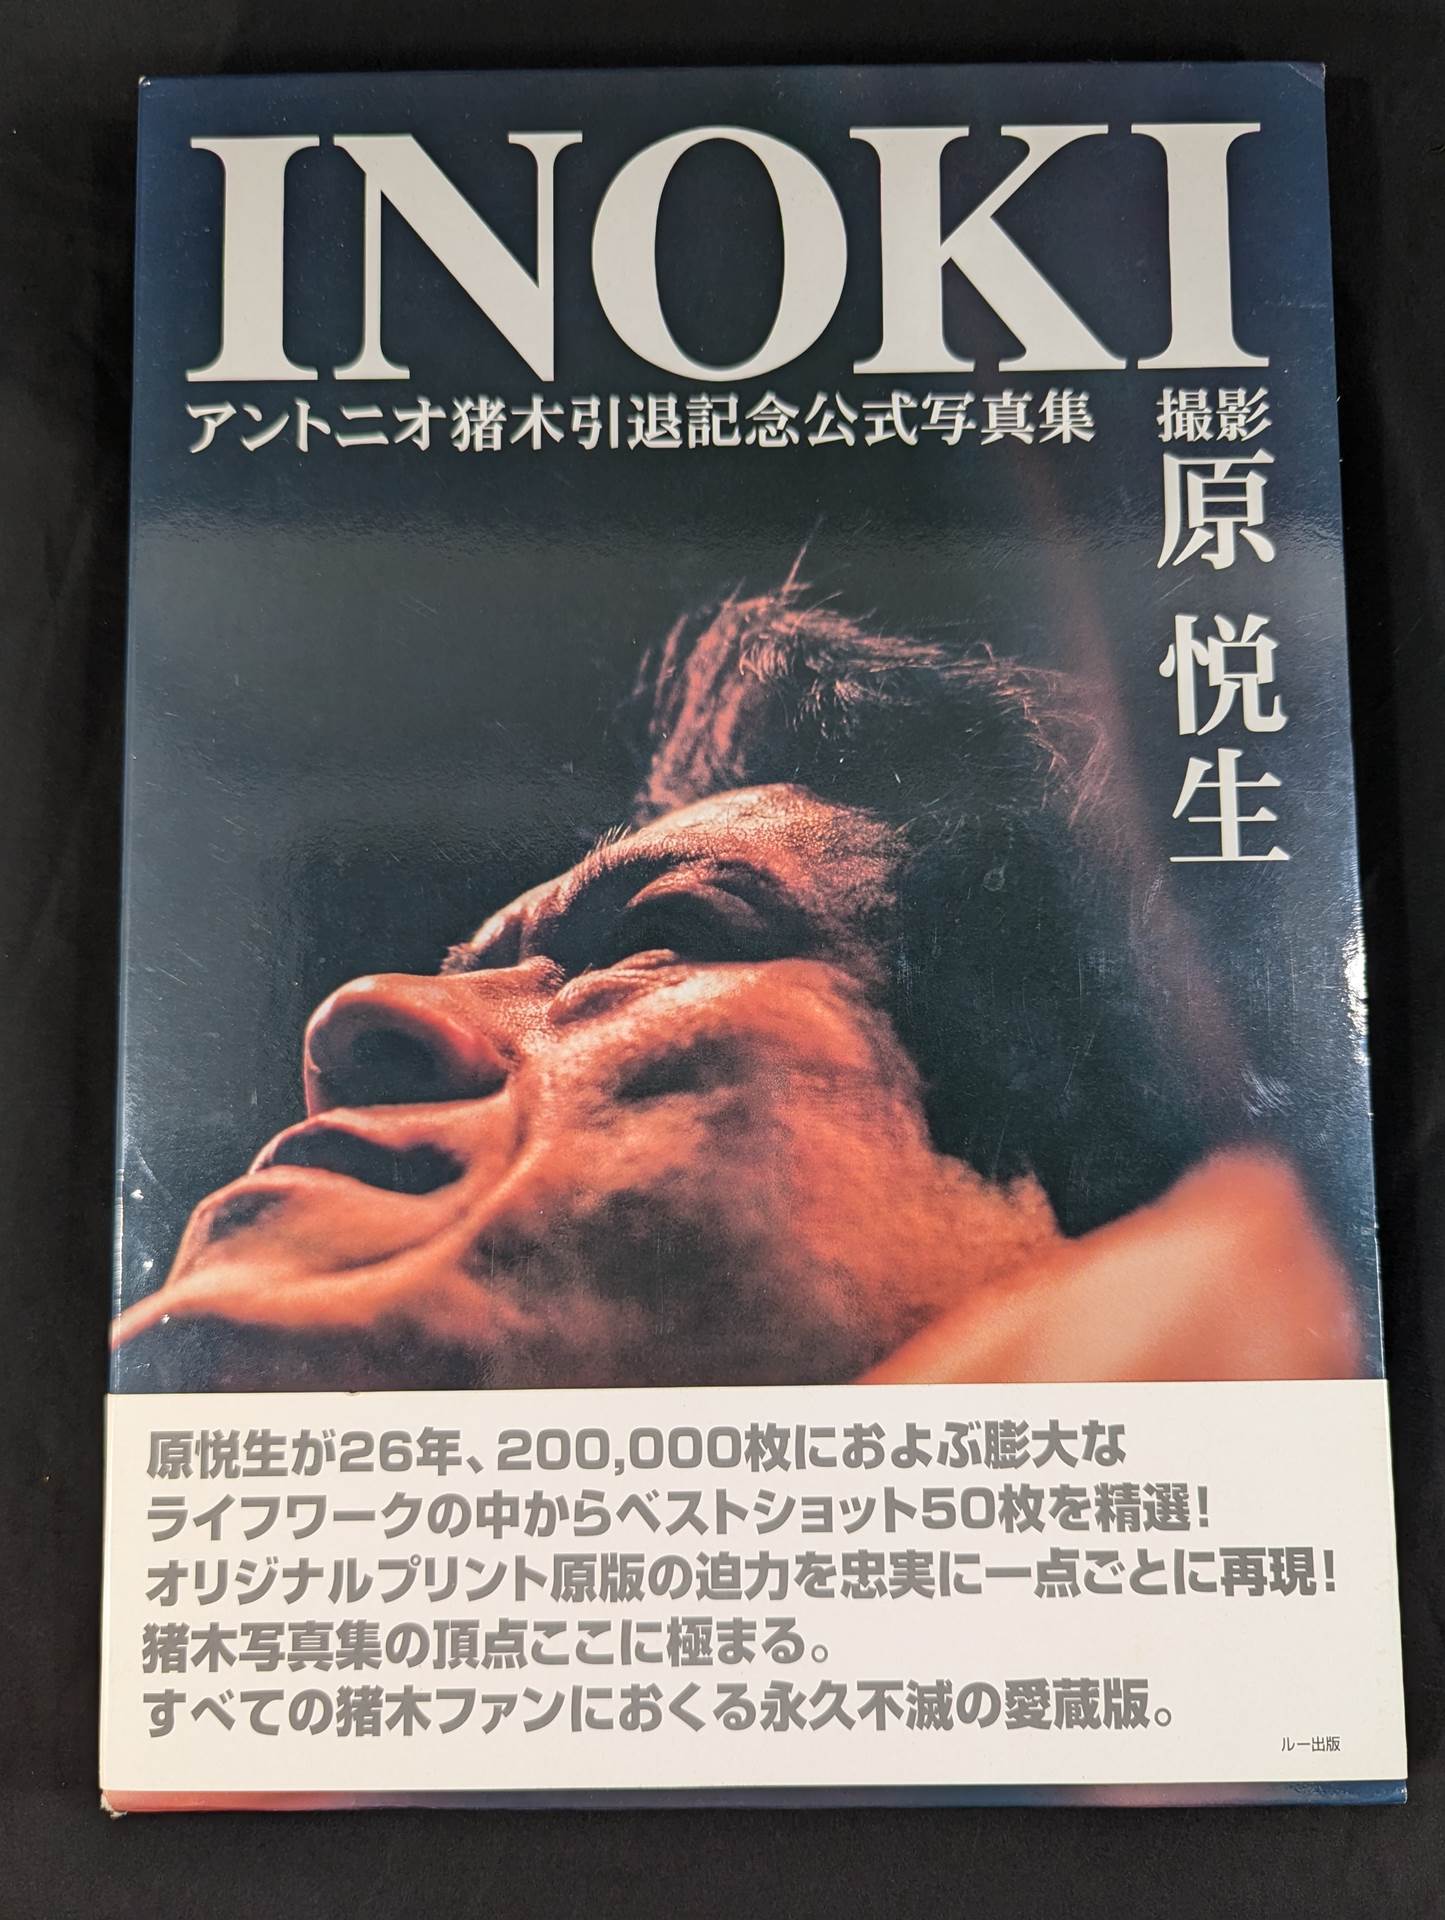 INOKI
アントニオ猪木引退記念公式写真集
撮影
原 悦生
原悦生が26年、200,000枚におよぶ膨大な
ライフワークの中からベストショット50枚を精選!
オリジナルプリント原版の迫力を忠実に一点ごとに再現!
猪木写真集の頂点ここに極まる。
すべての猪木ファンにおくる永久不滅の愛蔵版。
ルー出版